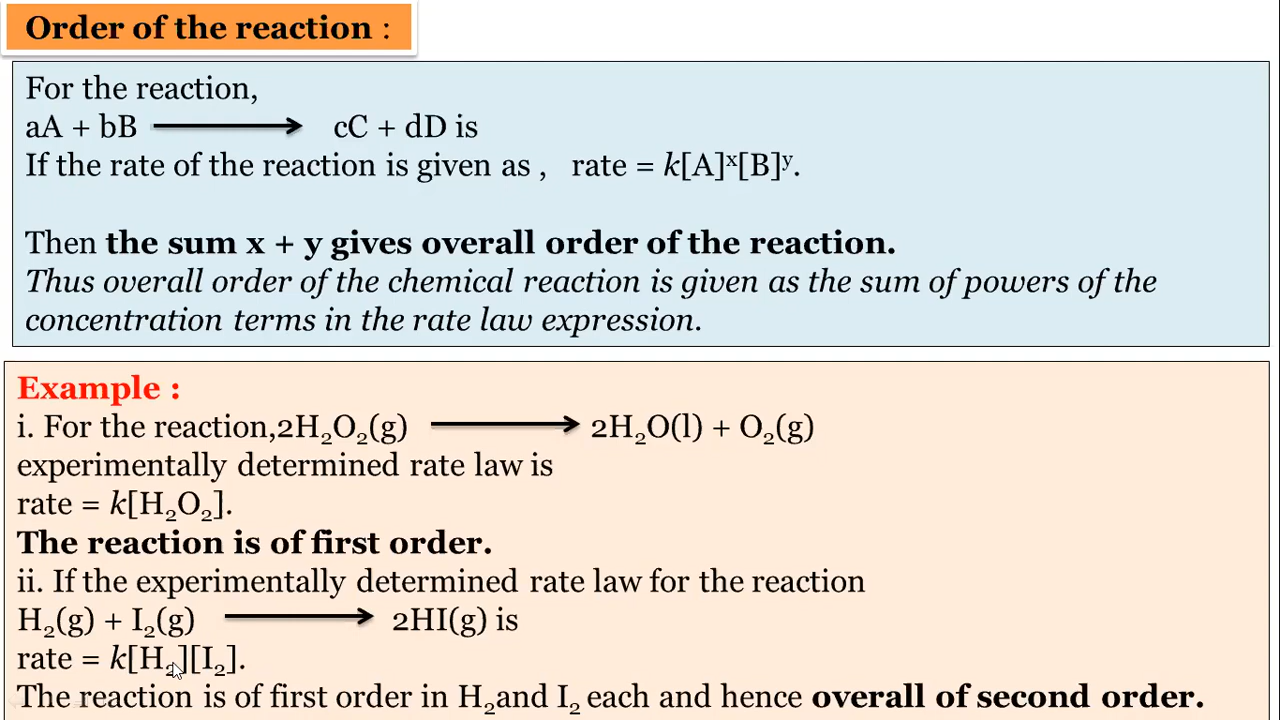 Order of the reaction :
For the reaction,
aA + bB ⟶ cC + dD is
If the rate of the reaction is given as , rate = k[A]ˣ[B]ʸ.
Then the sum x + y gives overall order of the reaction.
Thus overall order of the chemical reaction is given as the sum of powers of the
concentration terms in the rate law expression.
Example :
i. For the reaction,2H₂O₂(g) ⟶ 2H₂O(l) + O₂(g)
experimentally determined rate law is
rate = k[H₂O₂].
The reaction is of first order.
ii. If the experimentally determined rate law for the reaction
H₂(g) + I₂(g) ⟶ 2HI(g) is
rate = k[H₂][I₂].
The reaction is of first order in H₂and I₂ each and hence overall of second order.